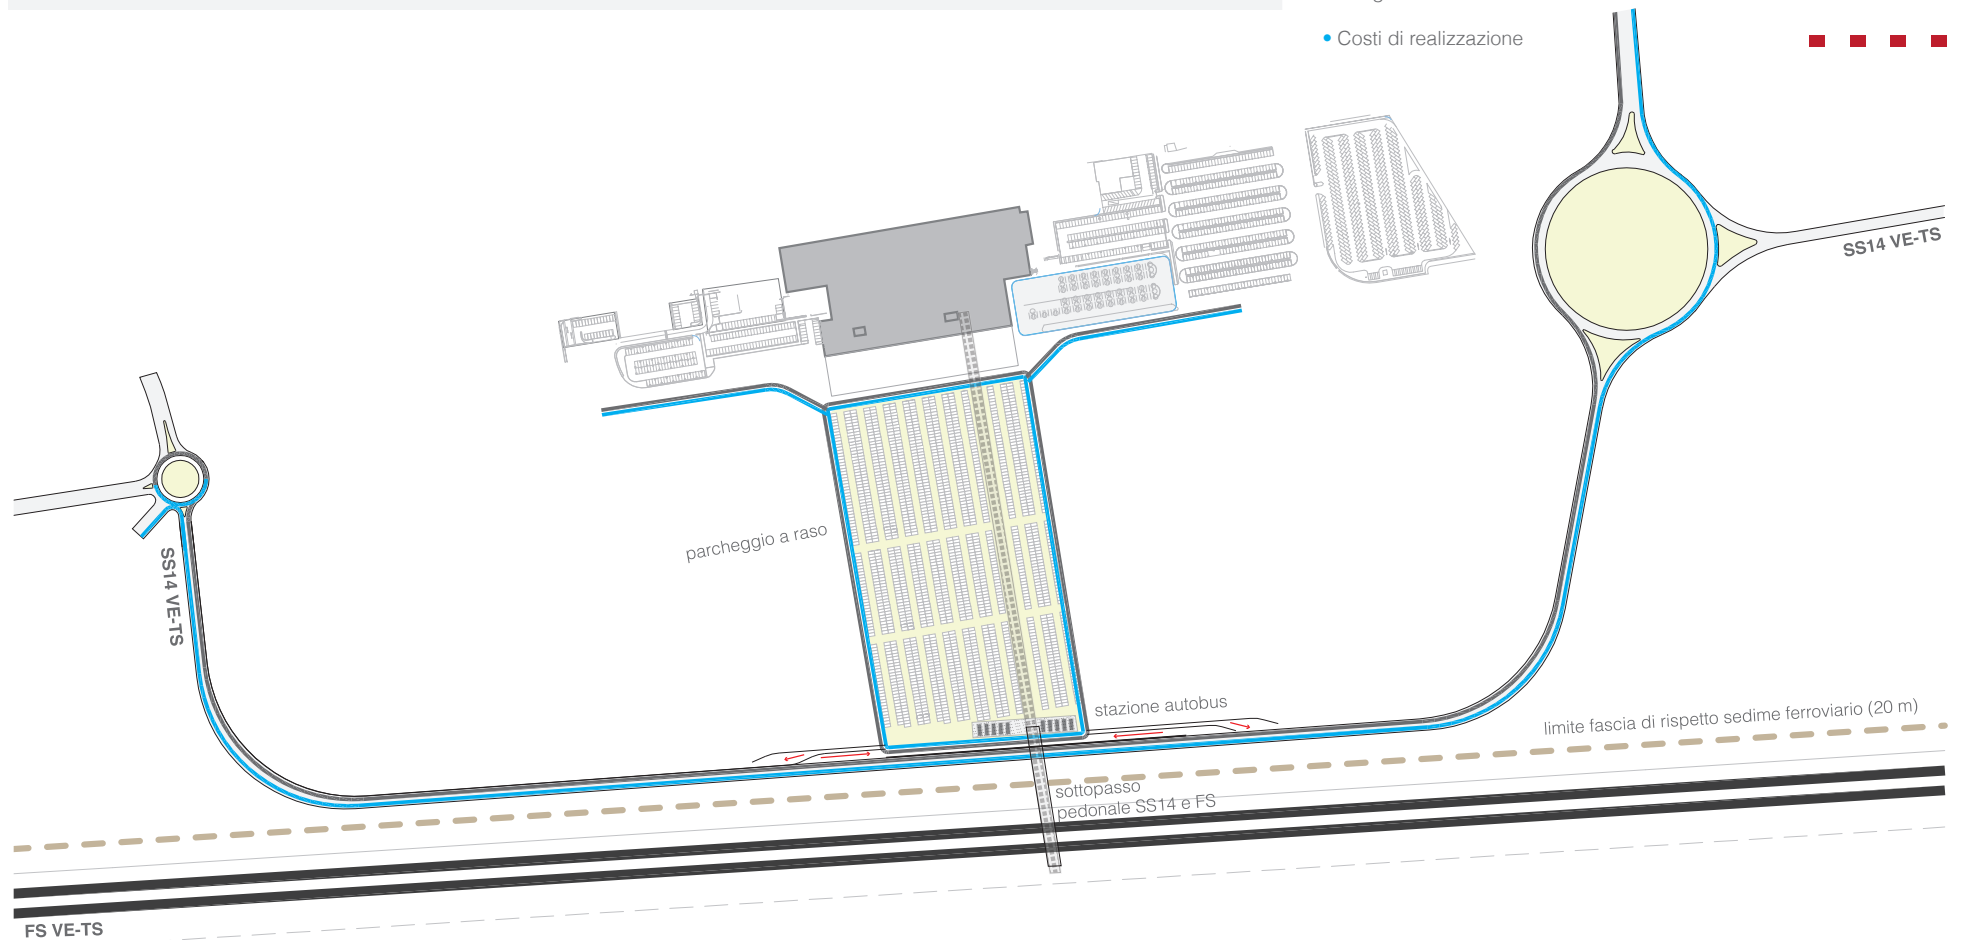 • Costi di realizzazione
SS14 VE-TS
parcheggio a raso
SS14 VE-TS
stazione autobus
limite fascia di rispetto sedime ferroviario (20 m)
sottopasso
pedonale SS14 e FS
FS VE-TS